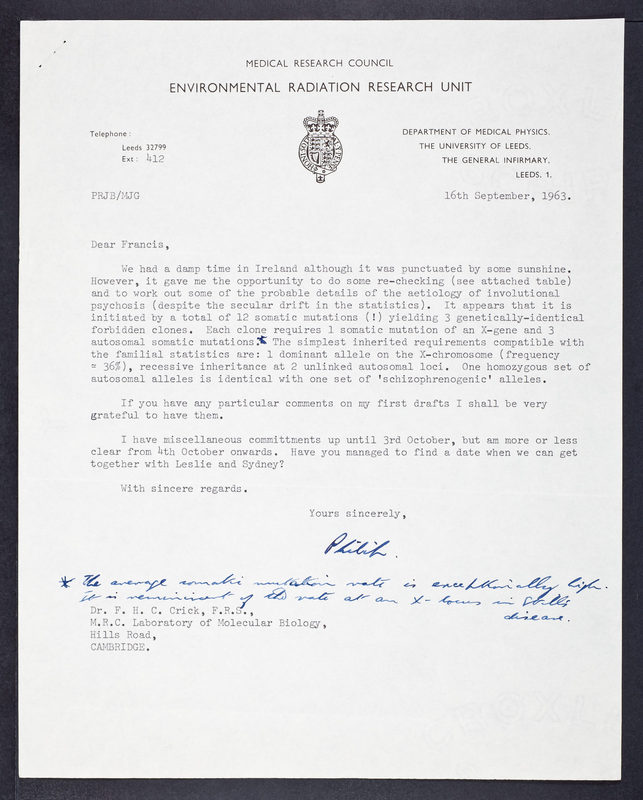 MEDICAL RESEARCH COUNCIL
ENVIRONMENTAL RADIATION RESEARCH UNIT
Telephone:
Leeds 32799
Ext: 412
DEPARTMENT OF MEDICAL PHYSICS.
THE UNIVERSITY OF LEEDS.
THE GENERAL INFIRMARY.
LEEDS. 1.
PRJB/MJG
16th September, 1963.
Dear Francis,
We had a damp time in Ireland although it was punctuated by some sunshine.
However, it gave me the opportunity to do some re-checking (see attached table)
and to work out some of the probable details of the aetiology of involutional
psychosis (despite the secular drift in the statistics). It appears that it is
initiated by a total of 12 somatic mutations (!) yielding 3 genetically-identical
forbidden clones. Each clone requires 1 somatic mutation of an X-gene and 3
autosomal somatic mutations.* The simplest inherited requirements compatible with
the familial statistics are: 1 dominant allele on the X-chromosome (frequency
≃ 36%), recessive inheritance at 2 unlinked autosomal loci. One homozygous set of
autosomal alleles is identical with one set of 'schizophrenogenic' alleles.
If you have any particular comments on my first drafts I shall be very
grateful to have them.
I have miscellaneous committments up until 3rd October, but am more or less
clear from 4th October onwards. Have you managed to find a date when we can get
together with Leslie and Sydney?
With sincere regards.
Yours sincerely,
Philip.
* The average somatic mutation rate is exceptionally high.
It is reminiscent of the rate at an X-locus in Still's
disease.
Dr. F. H. C. Crick, F.R.S.,
M.R.C. Laboratory of Molecular Biology,
Hills Road,
CAMBRIDGE.